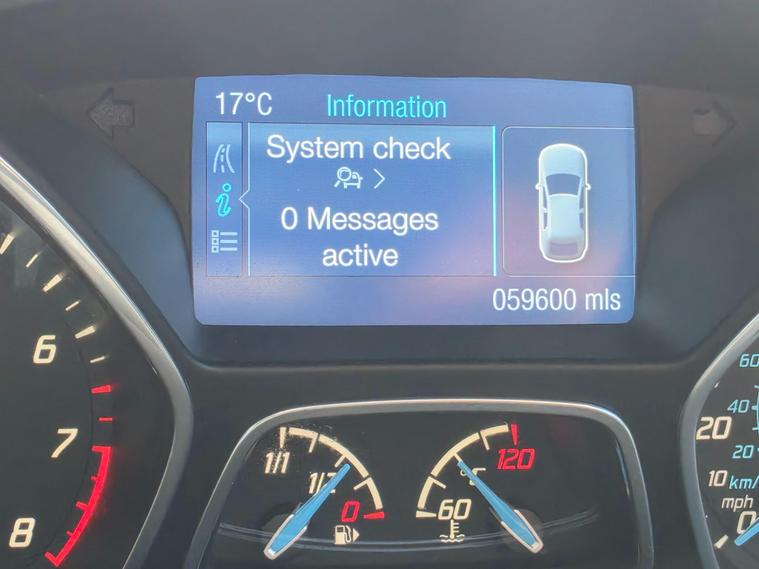 17°C Information
System check
0 Messages
active
059600 mls
6
7
8
1/1
1/2
0
60
°C
120
60
40
20
20
10 km/
mph
0